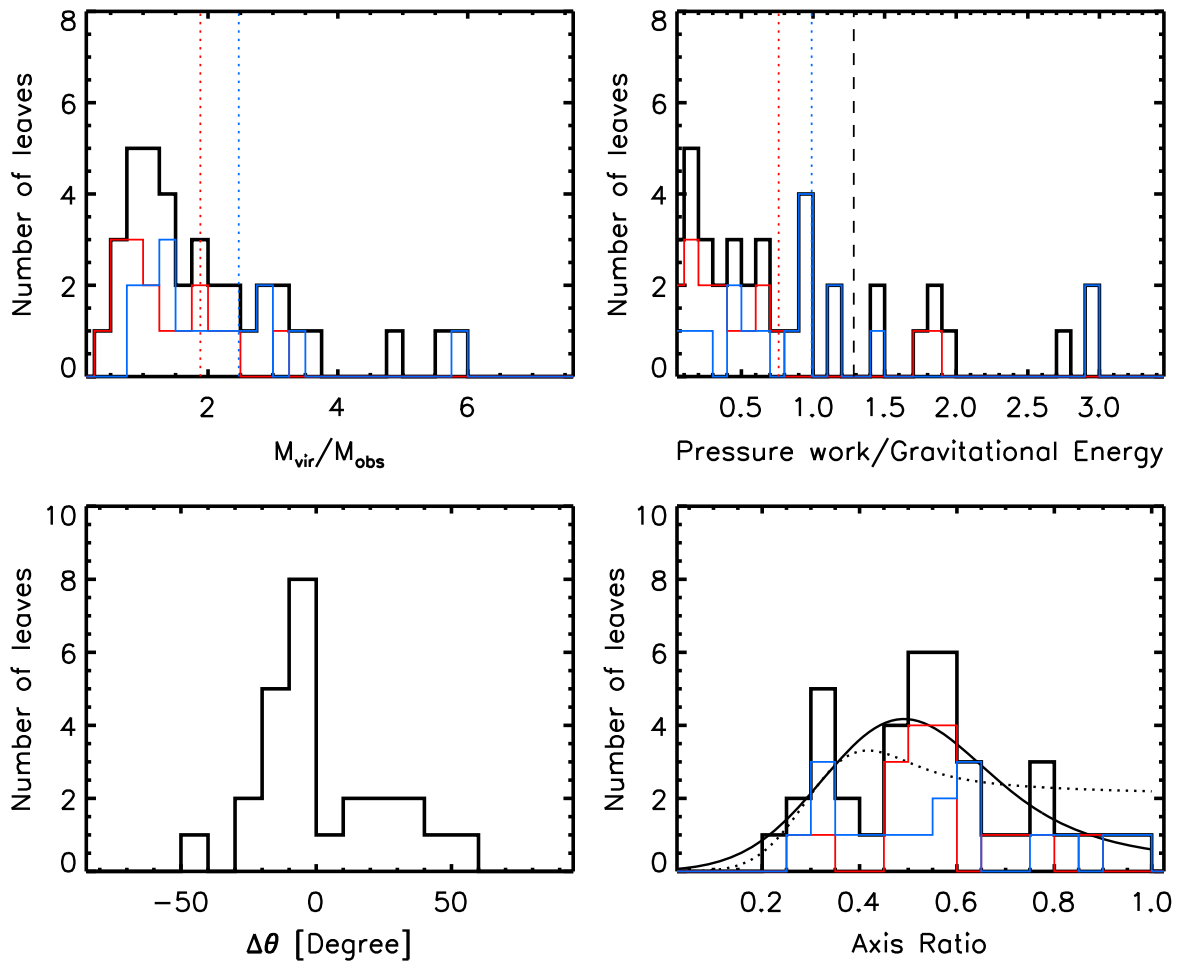 8
6
4
2
0
Number of leaves
2 4 6
M_vir/M_obs
8
6
4
2
0
Number of leaves
0.5 1.0 1.5 2.0 2.5 3.0
Pressure work/Gravitational Energy
10
8
6
4
2
0
Number of leaves
−50 0 50
Δθ [Degree]
10
8
6
4
2
0
Number of leaves
0.2 0.4 0.6 0.8 1.0
Axis Ratio